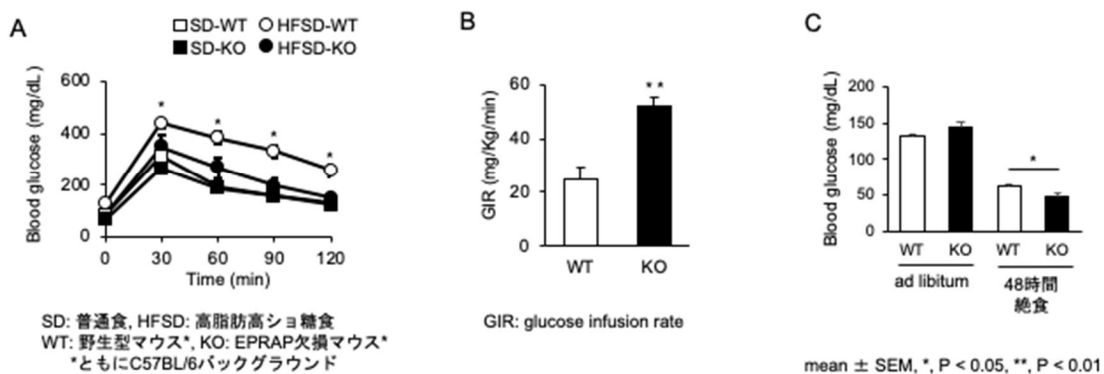 A
□SD-WT ○HFSD-WT
■SD-KO ●HFSD-KO
Blood glucose (mg/dL)
600
400
200
0
* * * *
0 30 60 90 120
Time (min)
SD: 普通食, HFSD: 高脂肪高ショ糖食
WT: 野生型マウス*, KO: EPRAP欠損マウス*
*ともにC57BL/6バックグラウンド
B
GIR (mg/Kg/min)
60
40
20
0
**
WT KO
GIR: glucose infusion rate
C
Blood glucose (mg/dL)
200
150
100
50
0
*
WT KO WT KO
ad libitum
48時間
絶食
mean ± SEM, *, P < 0.05, **, P < 0.01